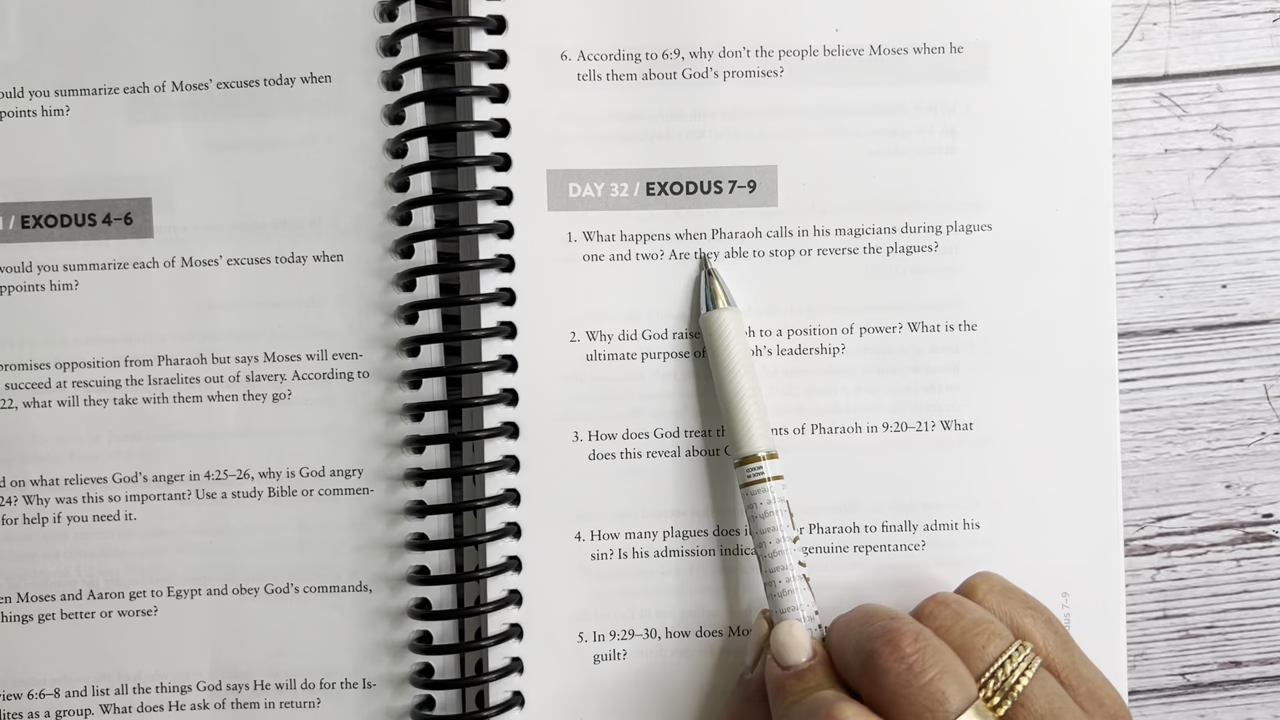 ould you summarize each of Moses' excuses today when
points him?
/ EXODUS 4–6
would you summarize each of Moses' excuses today when
ppoints him?
promises opposition from Pharaoh but says Moses will even-
succeed at rescuing the Israelites out of slavery. According to
22, what will they take with them when they go?
d on what relieves God's anger in 4:25–26, why is God angry
24? Why was this so important? Use a study Bible or commen-
for help if you need it.
en Moses and Aaron get to Egypt and obey God's commands,
hings get better or worse?
view 6:6–8 and list all the things God says He will do for the Is-
lites as a group. What does He ask of them in return?
6. According to 6:9, why don't the people believe Moses when he
tells them about God's promises?
DAY 32 / EXODUS 7–9
1. What happens when Pharaoh calls in his magicians during plagues
one and two? Are they able to stop or reverse the plagues?
2. Why did God raise oh to a position of power? What is the
ultimate purpose of oh's leadership?
3. How does God treat th nts of Pharaoh in 9:20–21? What
does this reveal about
4. How many plagues does i r Pharaoh to finally admit his
sin? Is his admission indica genuine repentance?
5. In 9:29–30, how does Mo
guilt?
MADE IN
MEXICO
dus 7–9